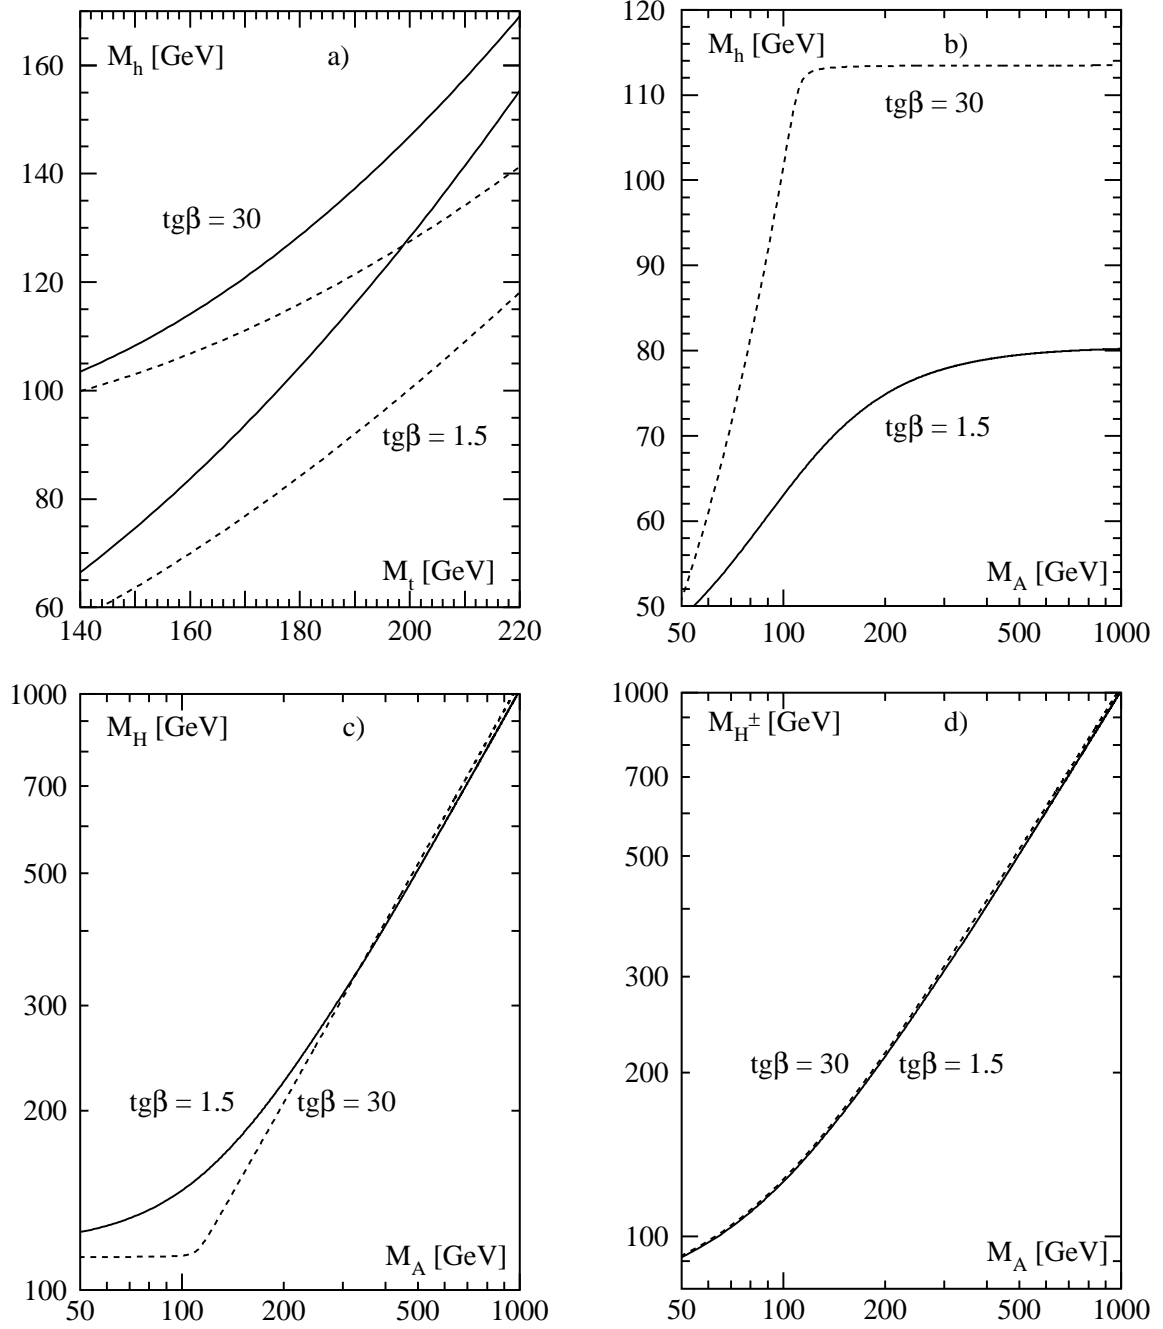 M_h [GeV] a)
160
140
120
100
80
60
tgβ = 30
tgβ = 1.5
M_t [GeV]
140 160 180 200 220
M_h [GeV] b)
120
110
100
90
80
70
60
50
tgβ = 30
tgβ = 1.5
M_A [GeV]
50 100 200 500 1000
M_H [GeV] c)
1000
700
500
300
200
100
tgβ = 1.5 tgβ = 30
M_A [GeV]
50 100 200 500 1000
M_H± [GeV] d)
1000
700
500
300
200
100
tgβ = 30 tgβ = 1.5
M_A [GeV]
50 100 200 500 1000